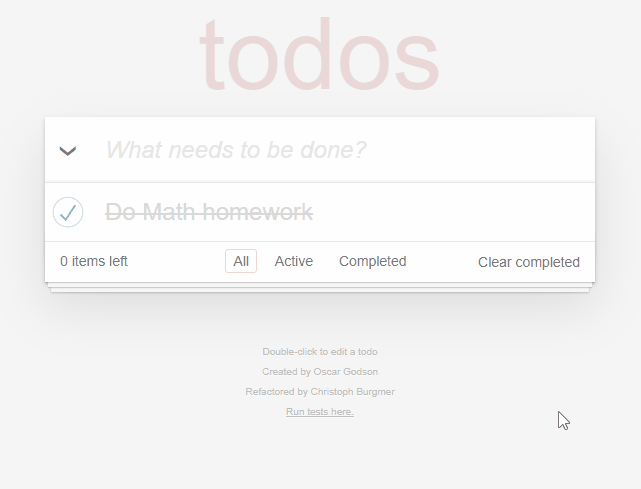 todos
What needs to be done?
Do Math homework
0 items left All Active Completed Clear completed
Double-click to edit a todo
Created by Oscar Godson
Refactored by Christoph Burgmer
Run tests here.